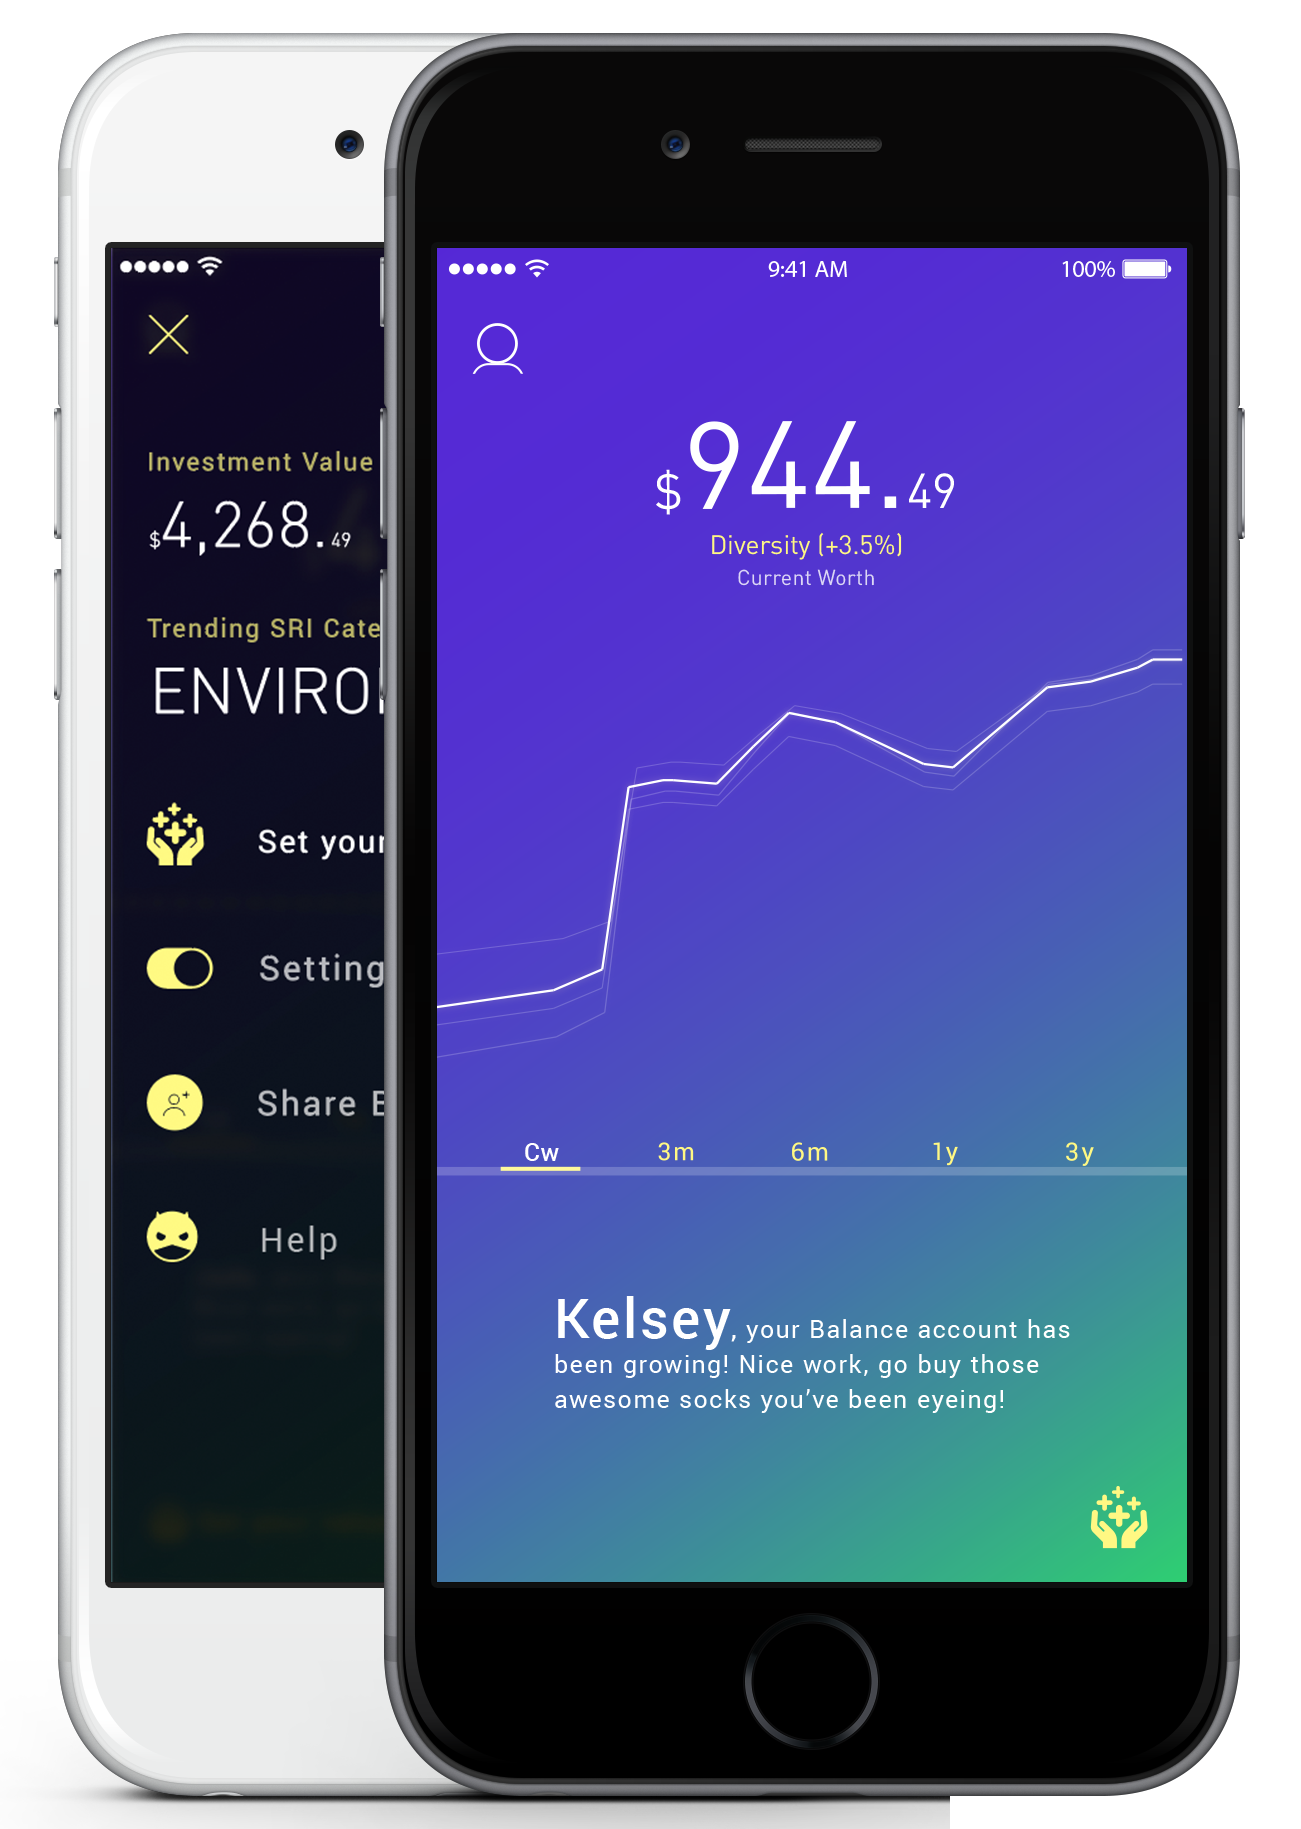 Investment Value
$4,268.49
Trending SRI Cate
ENVIRO
Set your
Setting
Share
Help
9:41 AM 100%
$944.49
Diversity (+3.5%)
Current Worth
Cw 3m 6m 1y 3y
Kelsey, your Balance account has
been growing! Nice work, go buy those
awesome socks you’ve been eyeing!